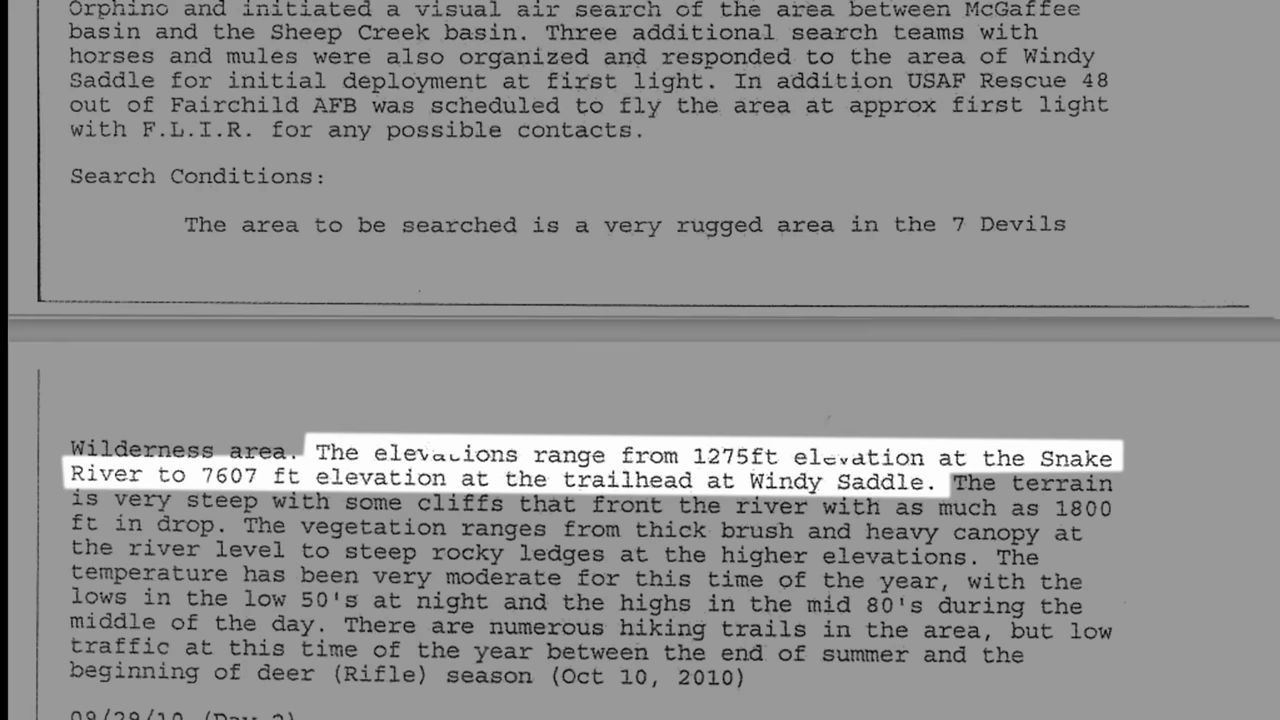 Orphino and initiated a visual air search of the area between McGaffee
basin and the Sheep Creek basin. Three additional search teams with
horses and mules were also organized and responded to the area of Windy
Saddle for initial deployment at first light. In addition USAF Rescue 48
out of Fairchild AFB was scheduled to fly the area at approx first light
with F.L.I.R. for any possible contacts.
Search Conditions:
The area to be searched is a very rugged area in the 7 Devils
Wilderness area. The elevations range from 1275ft elevation at the Snake
River to 7607 ft elevation at the trailhead at Windy Saddle. The terrain
is very steep with some cliffs that front the river with as much as 1800
ft in drop. The vegetation ranges from thick brush and heavy canopy at
the river level to steep rocky ledges at the higher elevations. The
temperature has been very moderate for this time of the year, with the
lows in the low 50's at night and the highs in the mid 80's during the
middle of the day. There are numerous hiking trails in the area, but low
traffic at this time of the year between the end of summer and the
beginning of deer (Rifle) season (Oct 10, 2010)